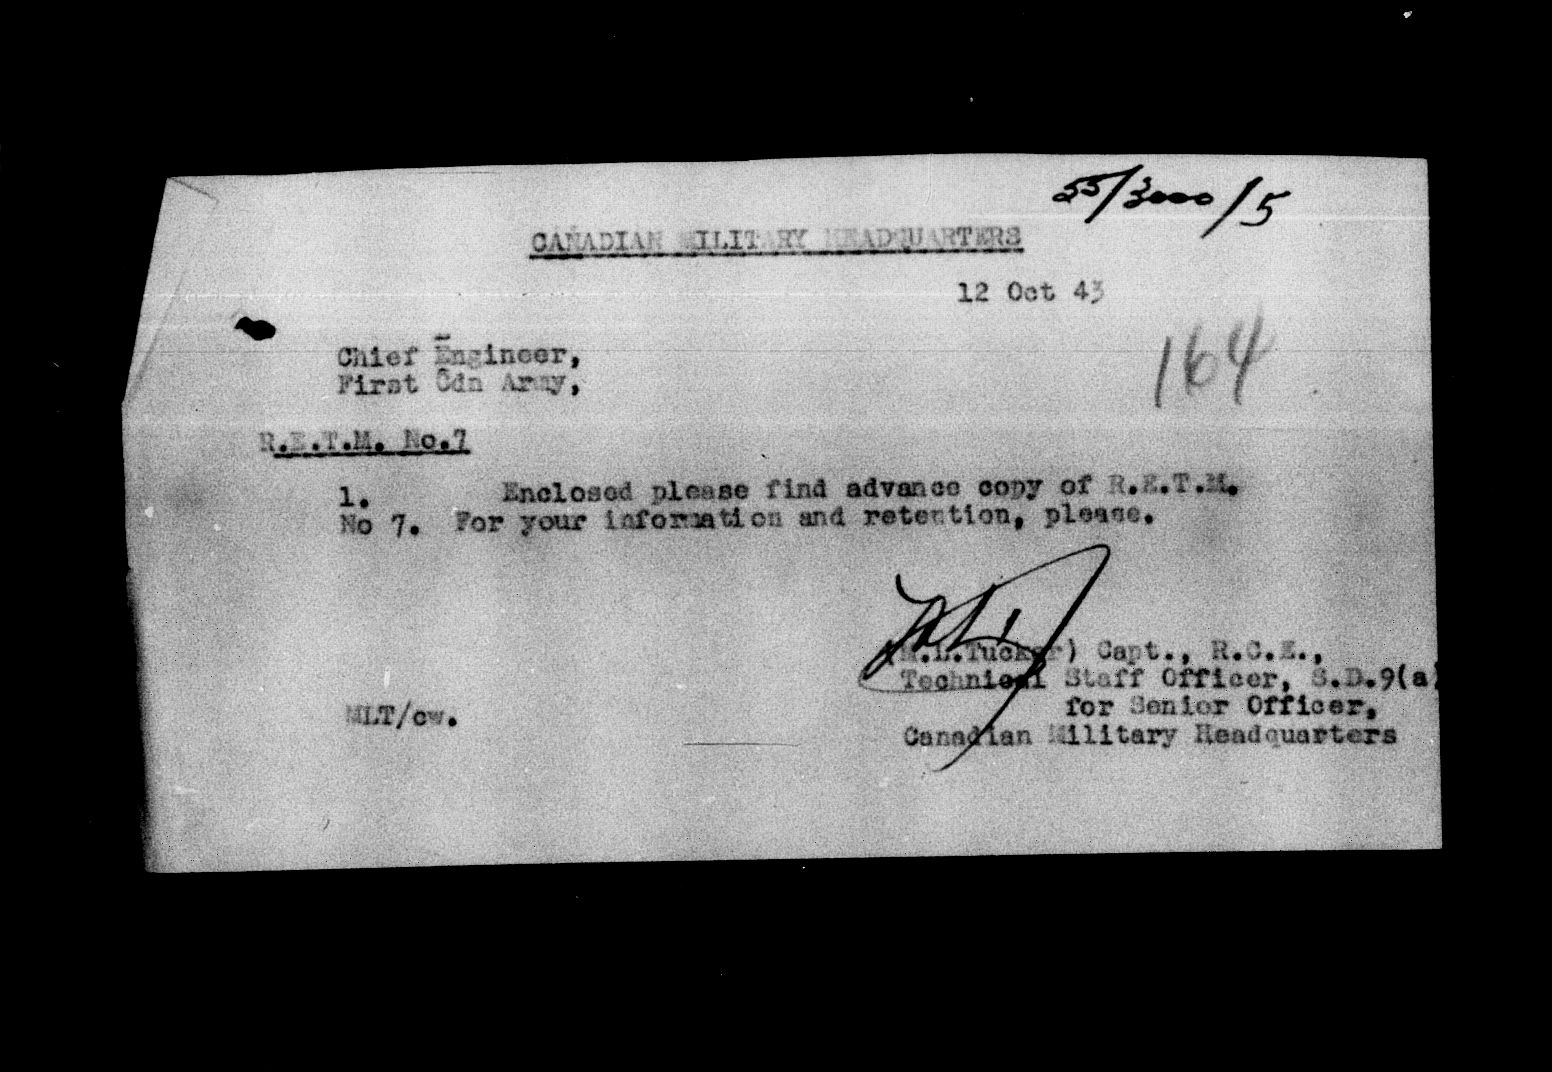 55/3000/5
CANADIAN MILITARY HEADQUARTERS
12 Oct 43
164
Chief Engineer,
First Cdn Army,
R.E.T.M. No.7
1. Enclosed please find advance copy of R.E.T.M.
No 7. For your information and retention, please.
(M.L.Tucker) Capt., R.C.E.,
Technical Staff Officer, S.D.9(a)
for Senior Officer,
MLT/cw.
Canadian Military Headquarters